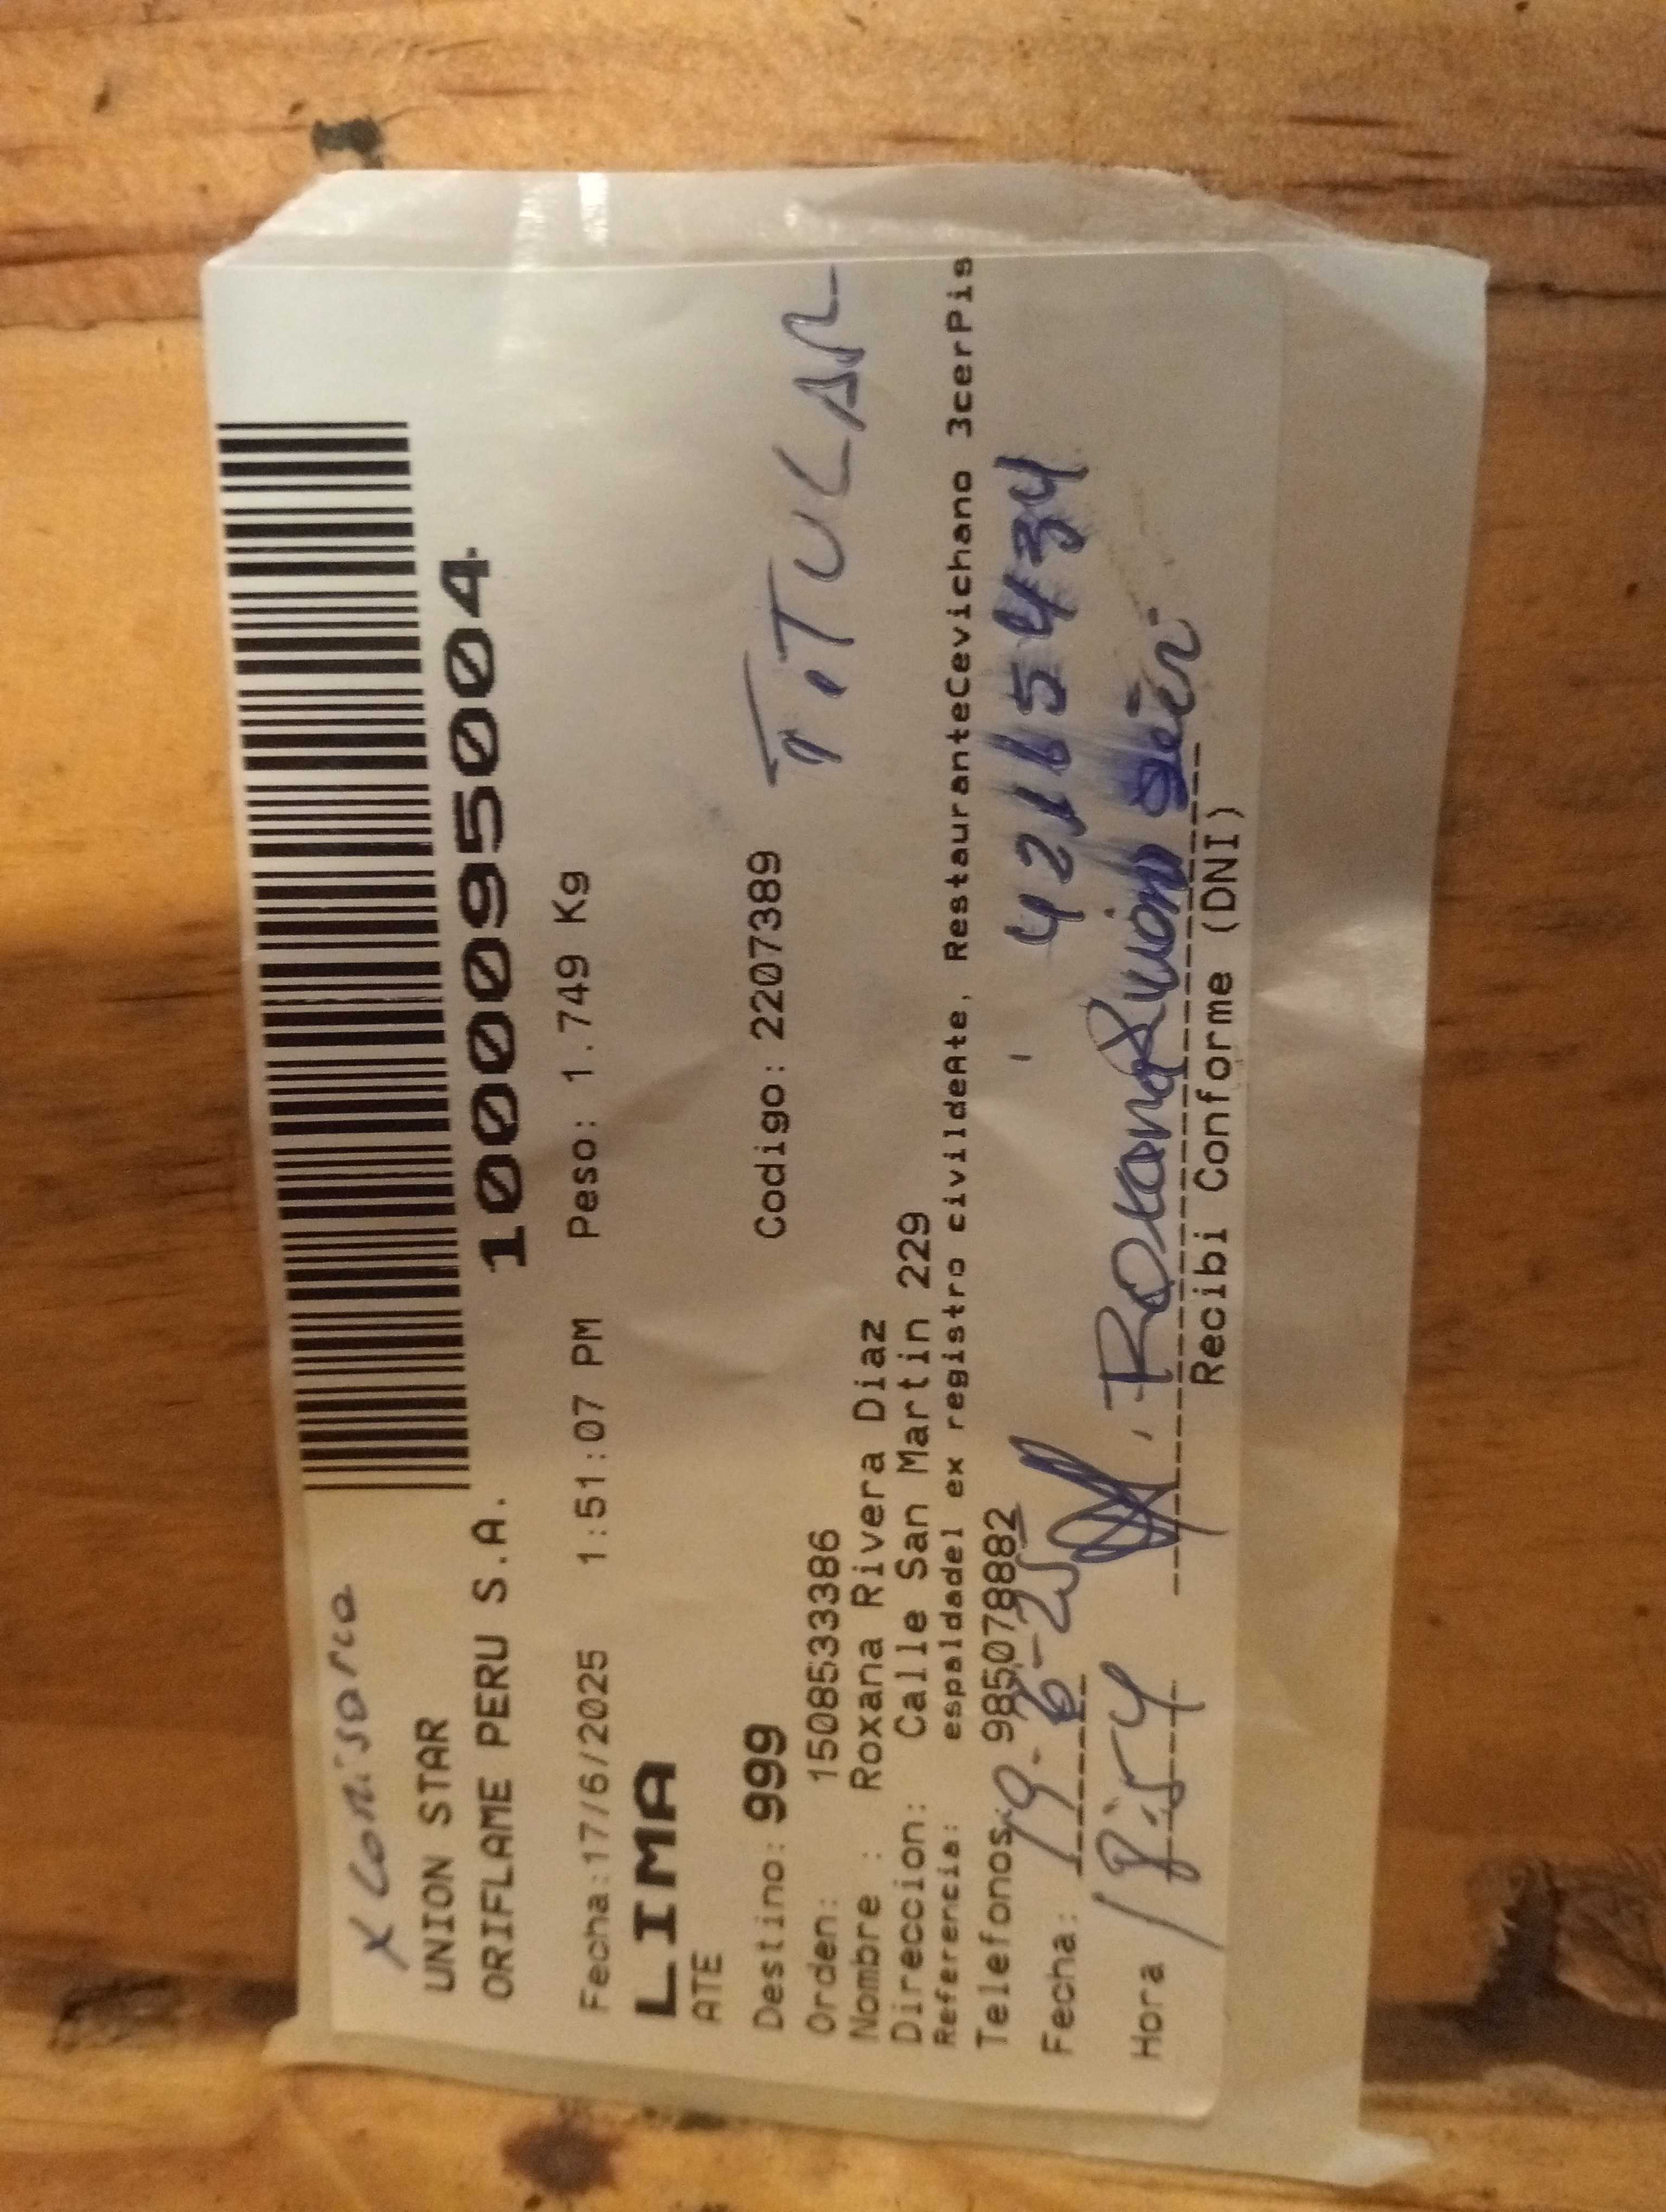 x comisaria
UNION STAR
ORIFLAME PERU S.A.
1000095004
Fecha:17/6/2025 1:51:07 PM Peso: 1.749 Kg
LIMA
ATE
Destino: 999 Codigo: 2207389
TITULAR
Orden: 1508533386
Nombre : Roxana Rivera Diaz
Direccion: Calle San Martin 229
Referencia: espaldadel ex registro civildeAte, RestauranteCevichano 3cerPis
Telefonos: 985078882
42165434
Fecha: 19-6-25
Roxana
Hora 18:54
Recibi Conforme (DNI)